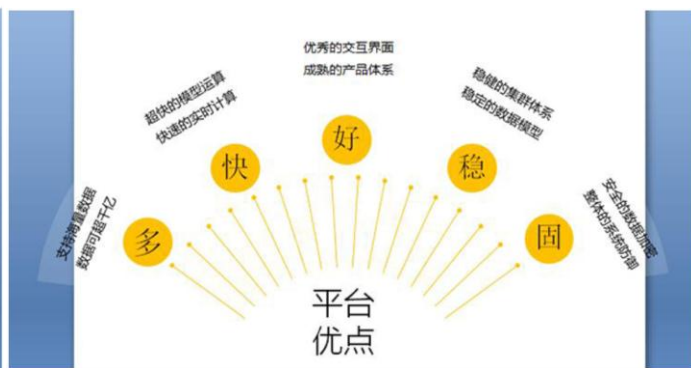 优秀的交互界面
成熟的产品体系
超快的模型运算
快速的实时计算
稳健的集群体系
稳定的数据模型
好
快
稳
支持海量数据
数据可超千亿
多
固
安全的数据加密
整体的系统防御
平台
优点